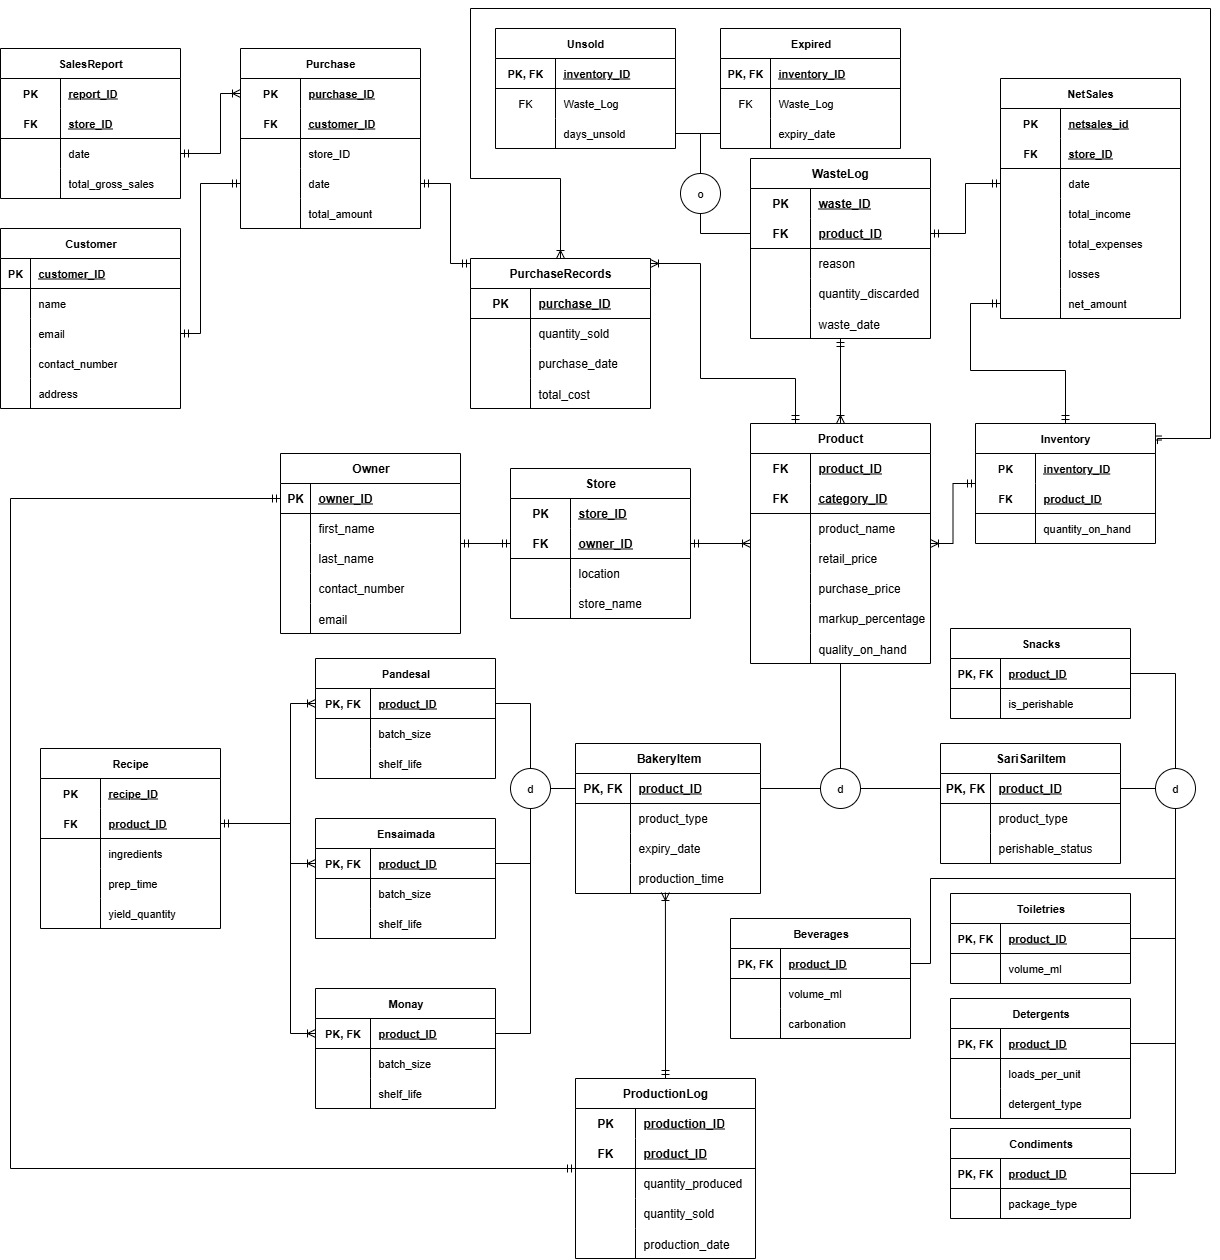 SalesReport
PK report_ID
FK store_ID
date
total_gross_sales
Purchase
PK purchase_ID
FK customer_ID
store_ID
date
total_amount
Customer
PK customer_ID
name
email
contact_number
address
Unsold
PK, FK inventory_ID
FK Waste_Log
days_unsold
Expired
PK, FK inventory_ID
FK Waste_Log
expiry_date
o
WasteLog
PK waste_ID
FK product_ID
reason
quantity_discarded
waste_date
NetSales
PK netsales_id
FK store_ID
date
total_income
total_expenses
losses
net_amount
PurchaseRecords
PK purchase_ID
quantity_sold
purchase_date
total_cost
Owner
PK owner_ID
first_name
last_name
contact_number
email
Store
PK store_ID
FK owner_ID
location
store_name
Product
FK product_ID
FK category_ID
product_name
retail_price
purchase_price
markup_percentage
quality_on_hand
Inventory
PK inventory_ID
FK product_ID
quantity_on_hand
Snacks
PK, FK product_ID
is_perishable
Pandesal
PK, FK product_ID
batch_size
shelf_life
Recipe
PK recipe_ID
FK product_ID
ingredients
prep_time
yield_quantity
Ensaimada
PK, FK product_ID
batch_size
shelf_life
Monay
PK, FK product_ID
batch_size
shelf_life
d
BakeryItem
PK, FK product_ID
product_type
expiry_date
production_time
d
SariSariItem
PK, FK product_ID
product_type
perishable_status
d
Beverages
PK, FK product_ID
volume_ml
carbonation
Toiletries
PK, FK product_ID
volume_ml
Detergents
PK, FK product_ID
loads_per_unit
detergent_type
Condiments
PK, FK product_ID
package_type
ProductionLog
PK production_ID
FK product_ID
quantity_produced
quantity_sold
production_date